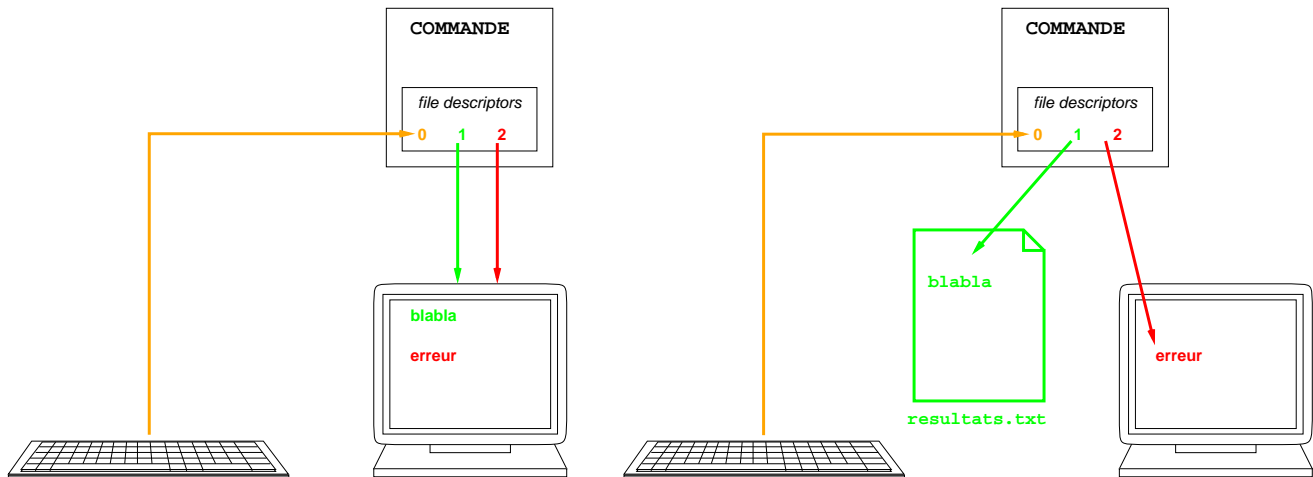 COMMANDE
file descriptors
0 1 2
blabla
erreur
COMMANDE
file descriptors
0 1 2
blabla
erreur
resultats.txt